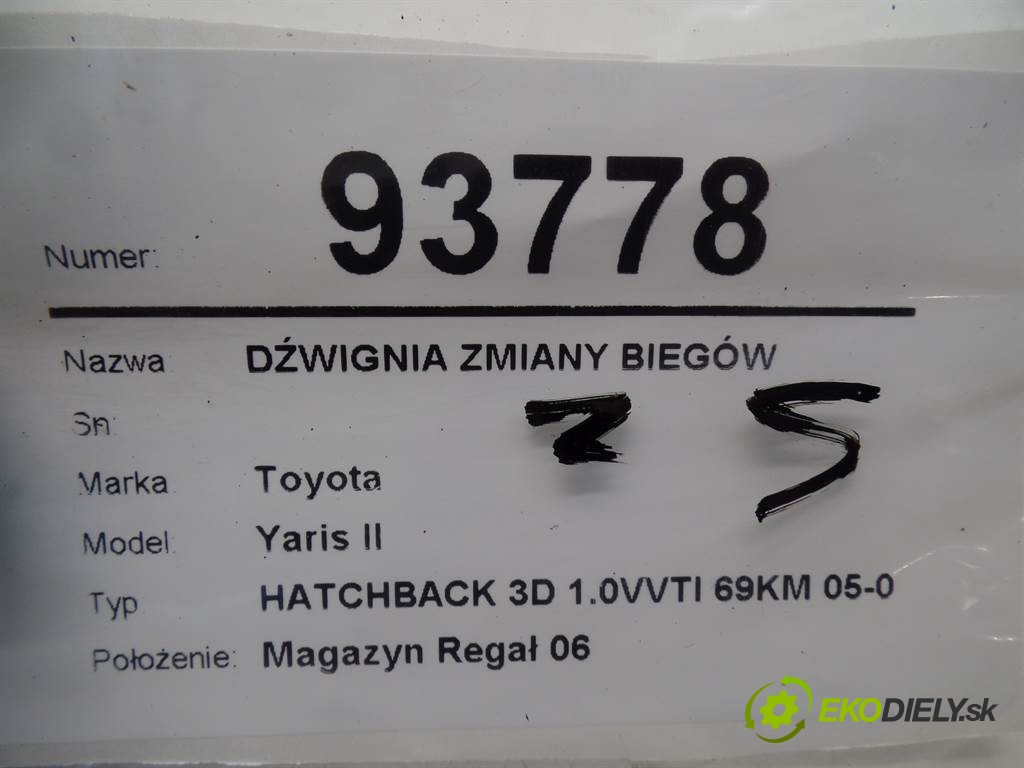 Numer: 93778
Nazwa DŹWIGNIA ZMIANY BIEGÓW
Sn:
Marka Toyota
Model: Yaris II
Typ HATCHBACK 3D 1.0VVTI 69KM 05-0
Położenie: Magazyn Regał 06
EKODIELY.sk